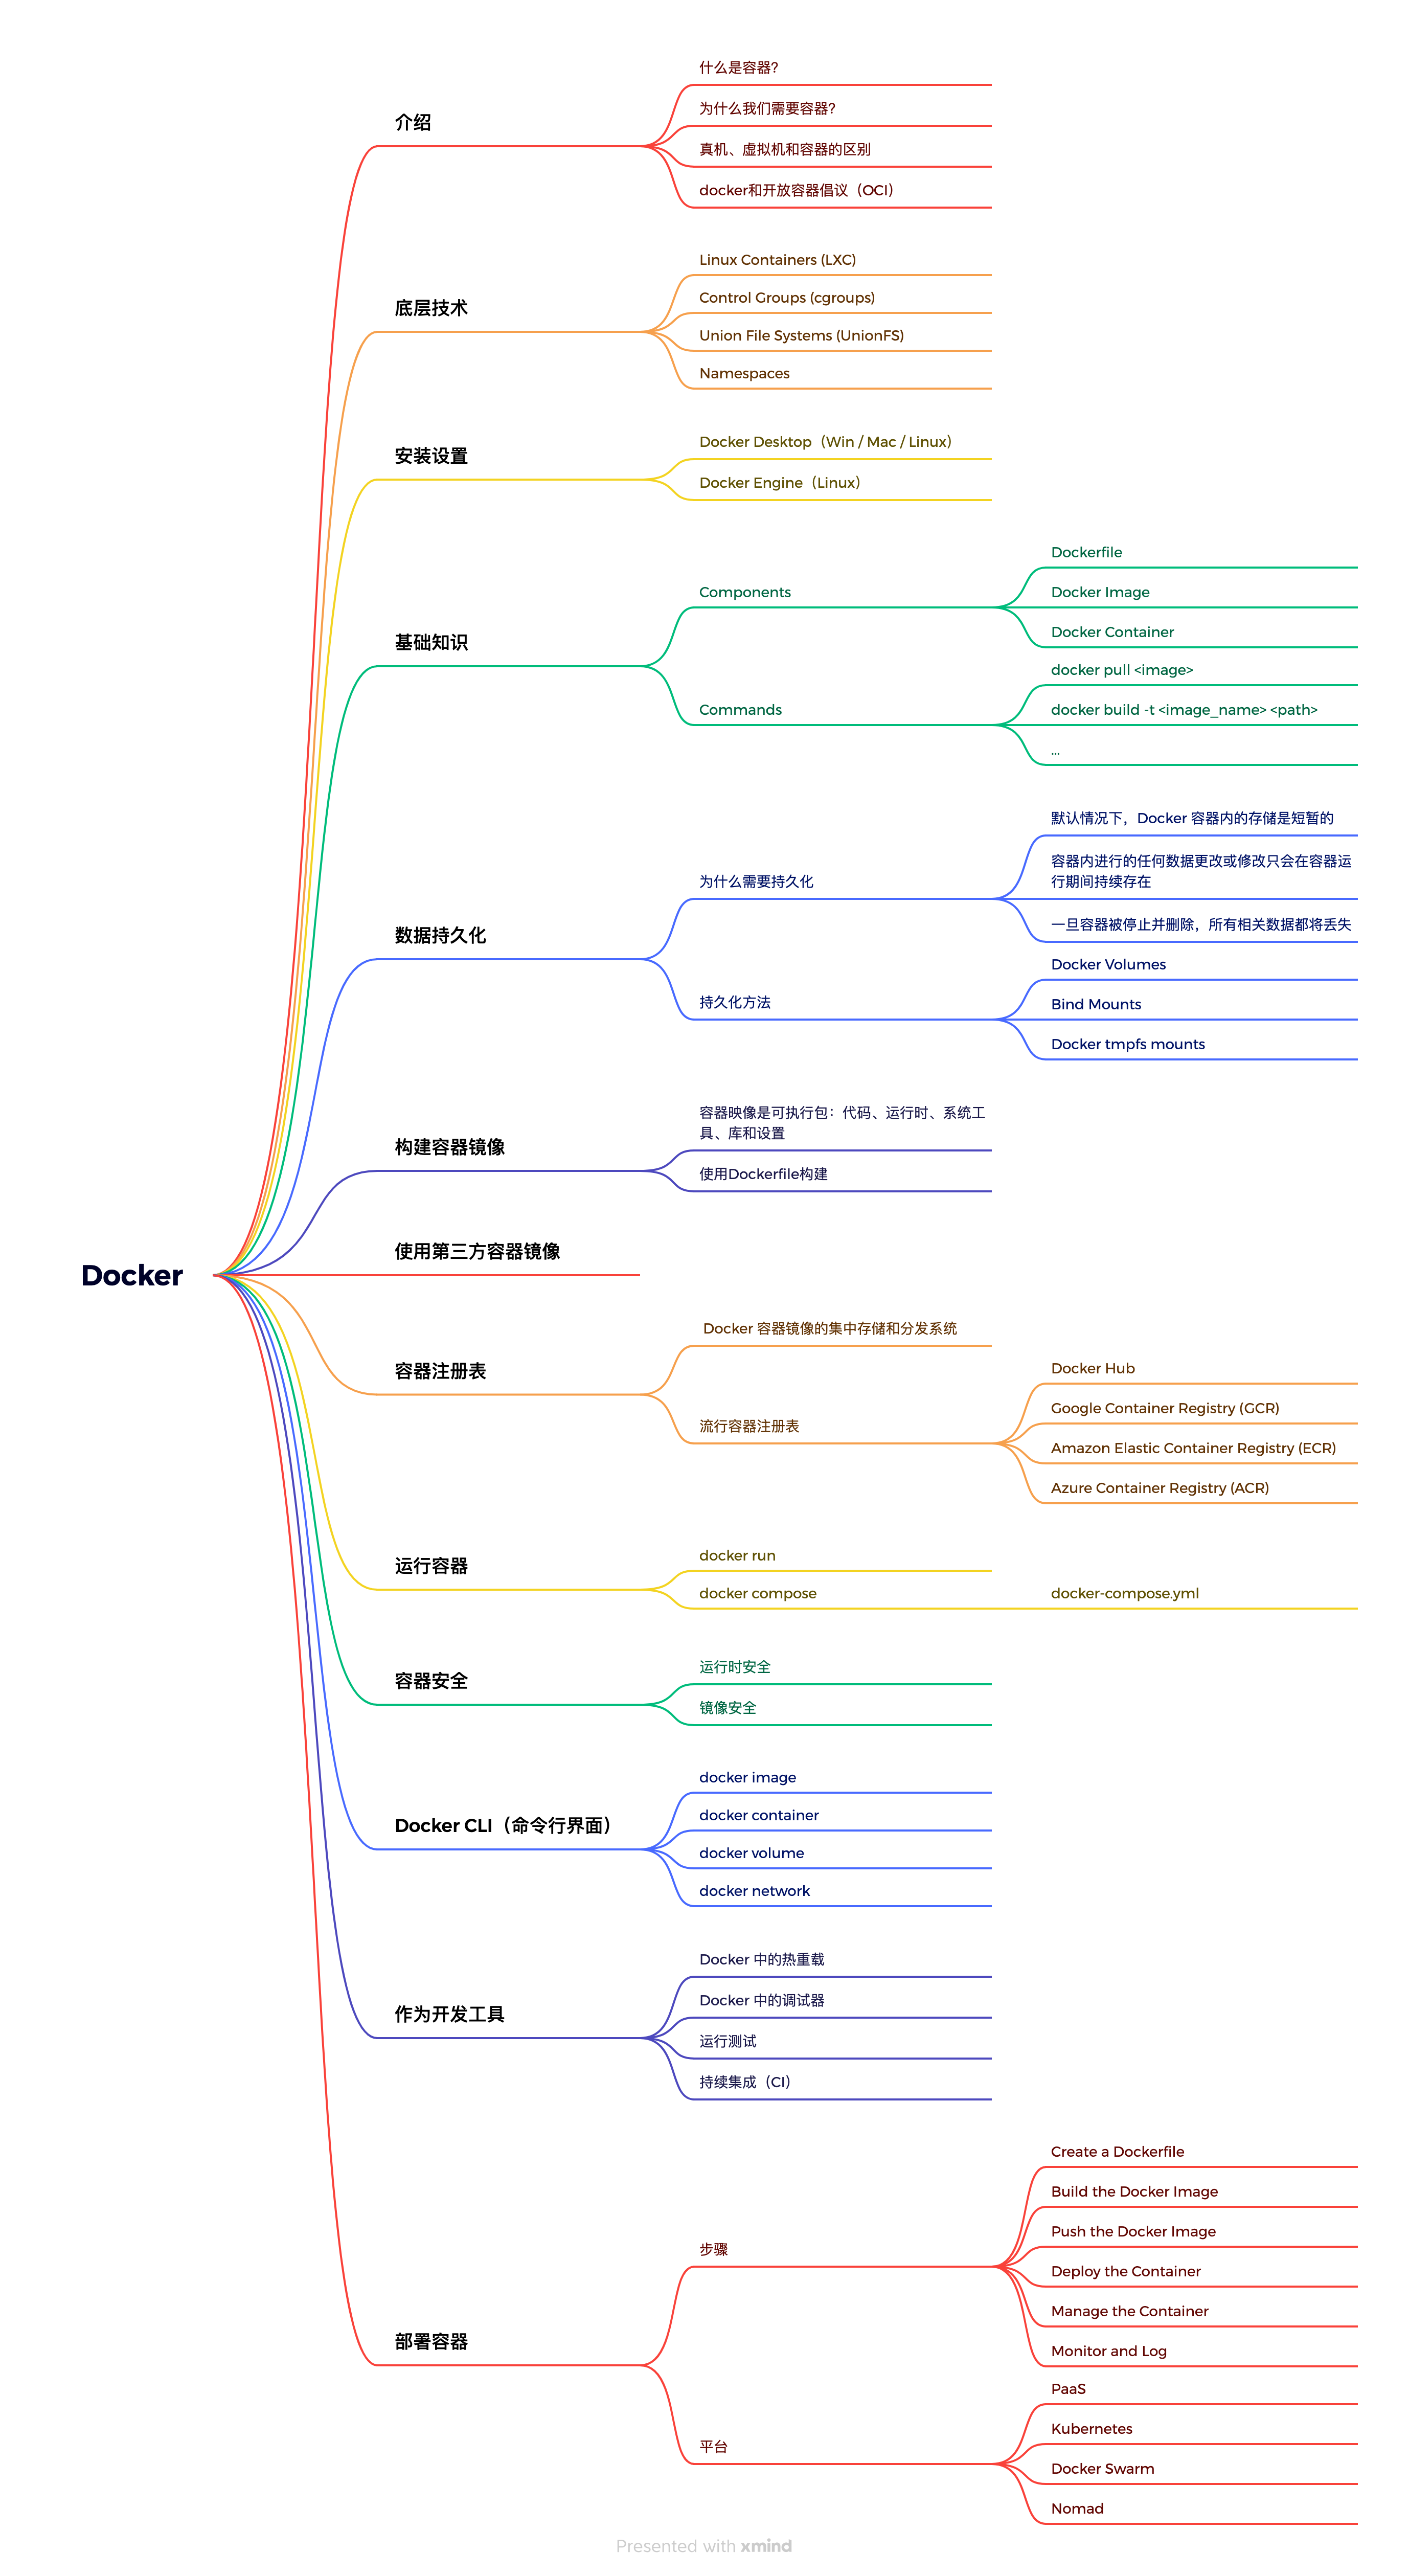 什么是容器?
为什么我们需要容器?
介绍
真机、虚拟机和容器的区别
docker和开放容器倡议（OCI）
Linux Containers (LXC)
Control Groups (cgroups)
底层技术
Union File Systems (UnionFS)
Namespaces
Docker Desktop（Win / Mac / Linux）
安装设置
Docker Engine（Linux）
Dockerfile
Components
Docker Image
Docker Container
基础知识
docker pull <image>
Commands
docker build -t <image_name> <path>
...
默认情况下，Docker 容器内的存储是短暂的
为什么需要持久化
容器内进行的任何数据更改或修改只会在容器运
行期间持续存在
一旦容器被停止并删除，所有相关数据都将丢失
数据持久化
Docker Volumes
持久化方法
Bind Mounts
Docker tmpfs mounts
容器映像是可执行包：代码、运行时、系统工
具、库和设置
构建容器镜像
使用Dockerfile构建
使用第三方容器镜像
Docker
Docker 容器镜像的集中存储和分发系统
容器注册表
Docker Hub
Google Container Registry (GCR)
流行容器注册表
Amazon Elastic Container Registry (ECR)
Azure Container Registry (ACR)
docker run
运行容器
docker compose
docker-compose.yml
运行时安全
容器安全
镜像安全
docker image
docker container
Docker CLI（命令行界面）
docker volume
docker network
Docker 中的热重载
Docker 中的调试器
作为开发工具
运行测试
持续集成（CI）
Create a Dockerfile
Build the Docker Image
Push the Docker Image
步骤
Deploy the Container
Manage the Container
Monitor and Log
部署容器
PaaS
Kubernetes
平台
Docker Swarm
Nomad
Presented with xmind